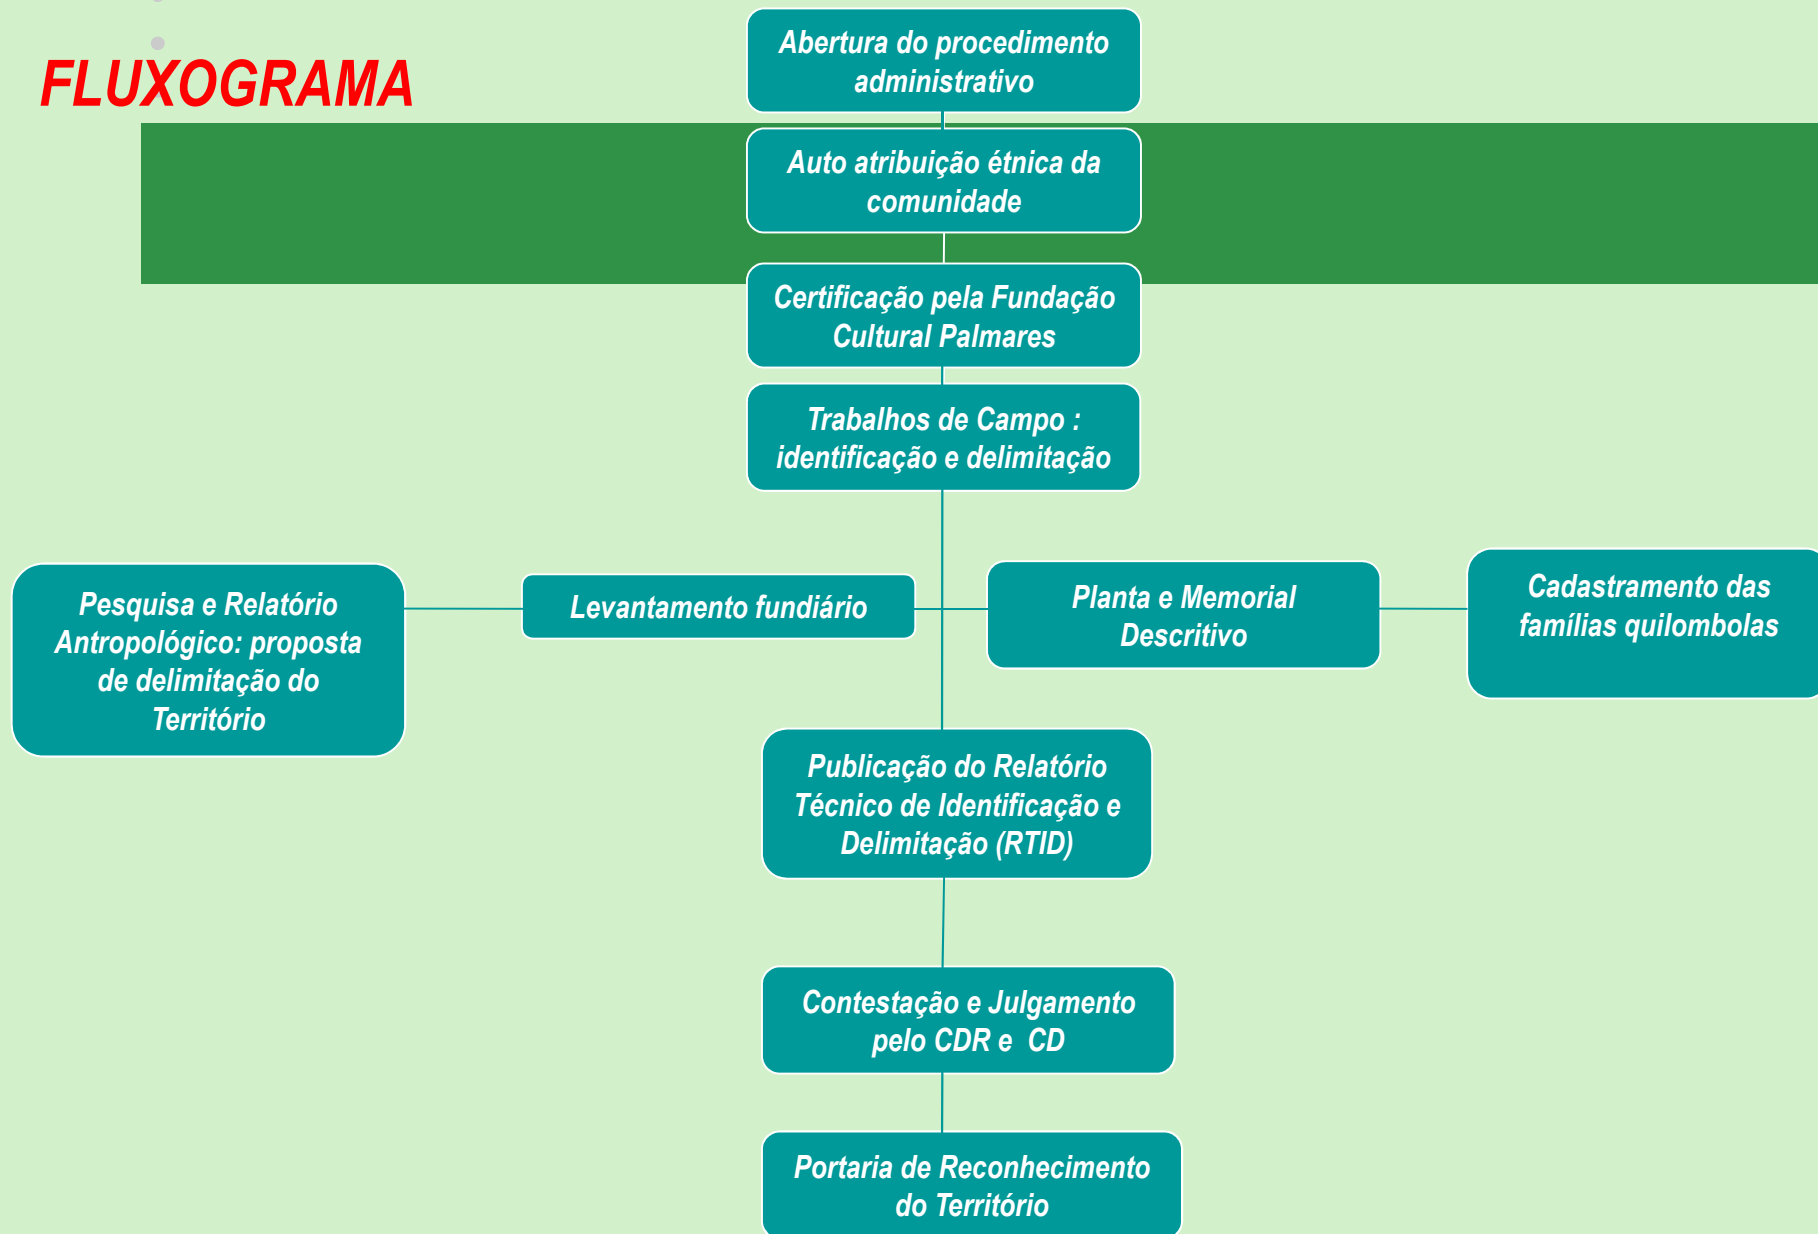 FLUXOGRAMA
Abertura do procedimento
administrativo
Auto atribuição étnica da
comunidade
Certificação pela Fundação
Cultural Palmares
Trabalhos de Campo :
identificação e delimitação
Pesquisa e Relatório
Antropológico: proposta
de delimitação do
Território
Levantamento fundiário
Planta e Memorial
Descritivo
Cadastramento das
famílias quilombolas
Publicação do Relatório
Técnico de Identificação e
Delimitação (RTID)
Contestação e Julgamento
pelo CDR e  CD
Portaria de Reconhecimento
do Território